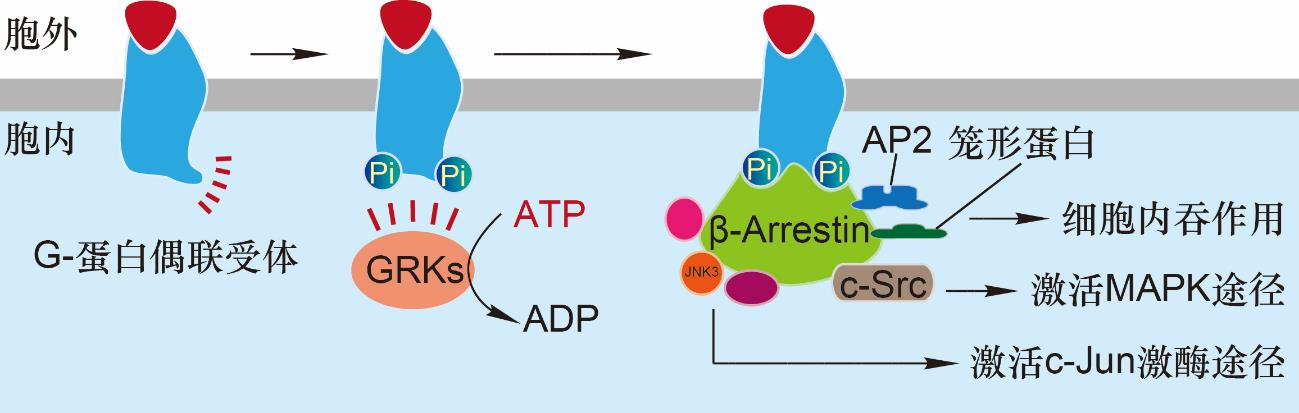 胞外
胞内
G-蛋白偶联受体
Pi
Pi
GRKs
ATP
ADP
Pi
Pi
AP2
笼形蛋白
β-Arrestin
JNK3
c-Src
细胞内吞作用
激活MAPK途径
激活c-Jun激酶途径